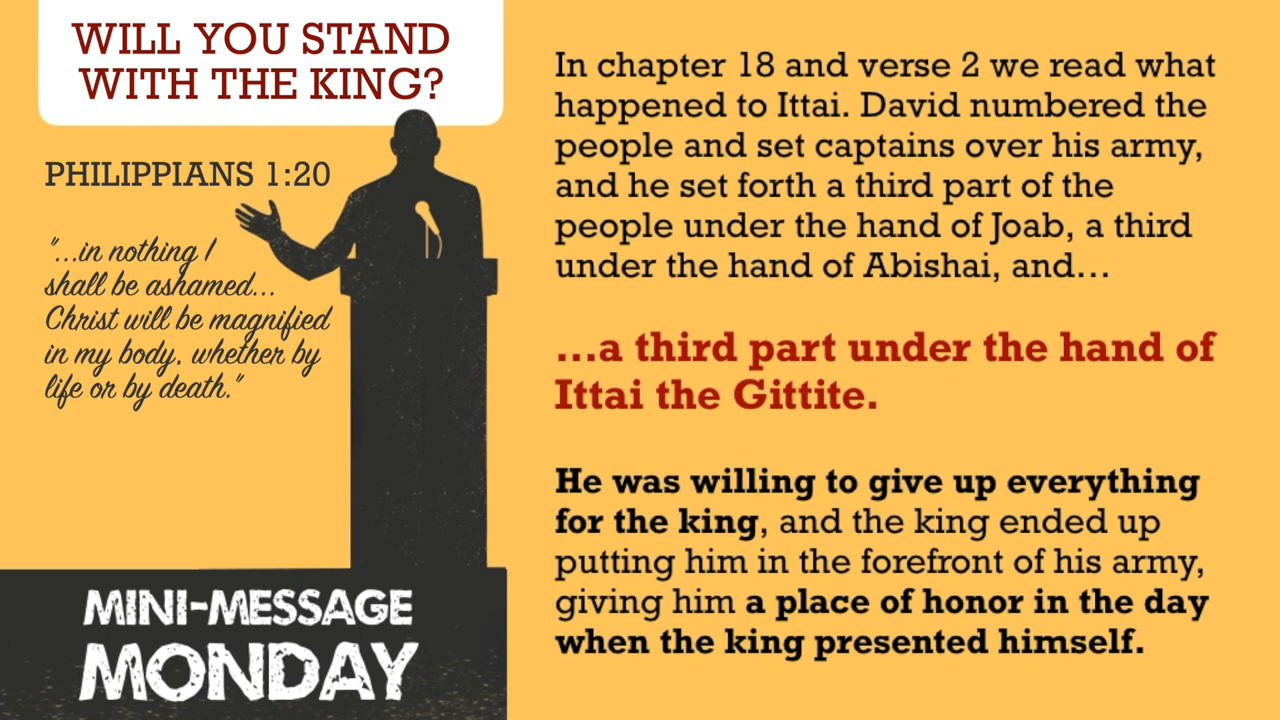 WILL YOU STAND
WITH THE KING?
PHILIPPIANS 1:20
"...in nothing I
shall be ashamed...
Christ will be magnified
in my body, whether by
life or by death."
MINI-MESSAGE
MONDAY
In chapter 18 and verse 2 we read what
happened to Ittai. David numbered the
people and set captains over his army,
and he set forth a third part of the
people under the hand of Joab, a third
under the hand of Abishai, and...
...a third part under the hand of
Ittai the Gittite.
He was willing to give up everything
for the king, and the king ended up
putting him in the forefront of his army,
giving him a place of honor in the day
when the king presented himself.